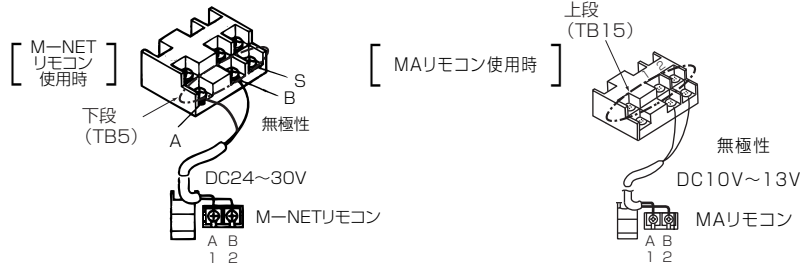 M－NET
リモコン
使用時
下段
(TB5)
A
B
S
無極性
DC24～30V
M－NETリモコン
A B
1 2
上段
(TB15)
MAリモコン使用時
1 2
無極性
DC10V～13V
MAリモコン
A B
1 2